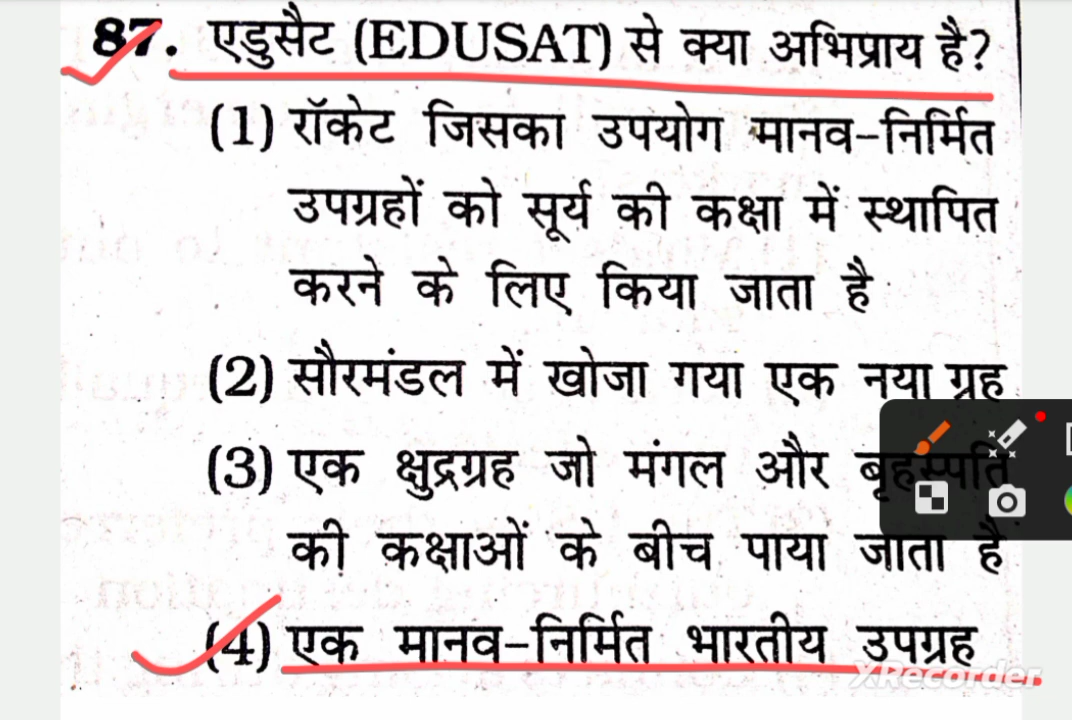 87. एडुसैट (EDUSAT) से क्या अभिप्राय है?
(1) रॉकेट जिसका उपयोग मानव-निर्मित
उपग्रहों को सूर्य की कक्षा में स्थापित
करने के लिए किया जाता है
(2) सौरमंडल में खोजा गया एक नया ग्रह
(3) एक क्षुद्रग्रह जो मंगल और बृहस्पति
की कक्षाओं के बीच पाया जाता है
(4) एक मानव-निर्मित भारतीय उपग्रह
XRecorder